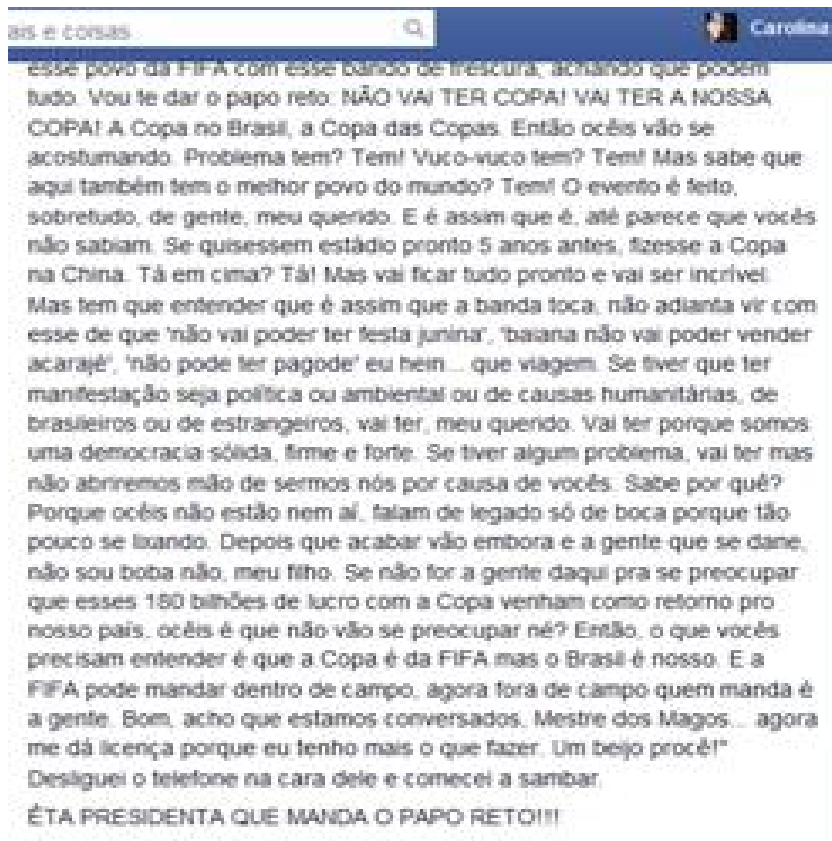 ais e coisas
Carolina
esse povo da FIFA com esse bando de frescura, achando que podem
tudo. Vou te dar o papo reto: NÃO VAI TER COPA! VAI TER A NOSSA
COPA! A Copa no Brasil, a Copa das Copas. Então océis vão se
acostumando. Problema tem? Tem! Vuco-vuco tem? Tem! Mas sabe que
aqui também tem o melhor povo do mundo? Tem! O evento é feito,
sobretudo, de gente, meu querido. E é assim que é, até parece que vocês
não sabiam. Se quisessem estádio pronto 5 anos antes, fizesse a Copa
na China. Tá em cima? Tá! Mas vai ficar tudo pronto e vai ser incrível.
Mas tem que entender que é assim que a banda toca, não adianta vir com
esse de que 'não vai poder ter festa junina', 'baiana não vai poder vender
acarajé', 'não pode ter pagode' eu hein... que viagem. Se tiver que ter
manifestação seja política ou ambiental ou de causas humanitárias, de
brasileiros ou de estrangeiros, vai ter, meu querido. Vai ter porque somos
uma democracia sólida, firme e forte. Se tiver algum problema, vai ter mas
não abriremos mão de sermos nós por causa de vocês. Sabe por quê?
Porque océis não estão nem aí, falam de legado só de boca porque tão
pouco se lixando. Depois que acabar vão embora e a gente que se dane,
não sou boba não, meu filho. Se não for a gente daqui pra se preocupar
que esses 180 bilhões de lucro com a Copa venham como retorno pro
nosso país, océis é que não vão se preocupar né? Então, o que vocês
precisam entender é que a Copa é da FIFA mas o Brasil é nosso. E a
FIFA pode mandar dentro de campo, agora fora de campo quem manda é
a gente. Bom, acho que estamos conversados, Mestre dos Magos... agora
me dá licença porque eu tenho mais o que fazer. Um beijo procê!"
Desliguei o telefone na cara dele e comecei a sambar.
ÊTA PRESIDENTA QUE MANDA O PAPO RETO!!!